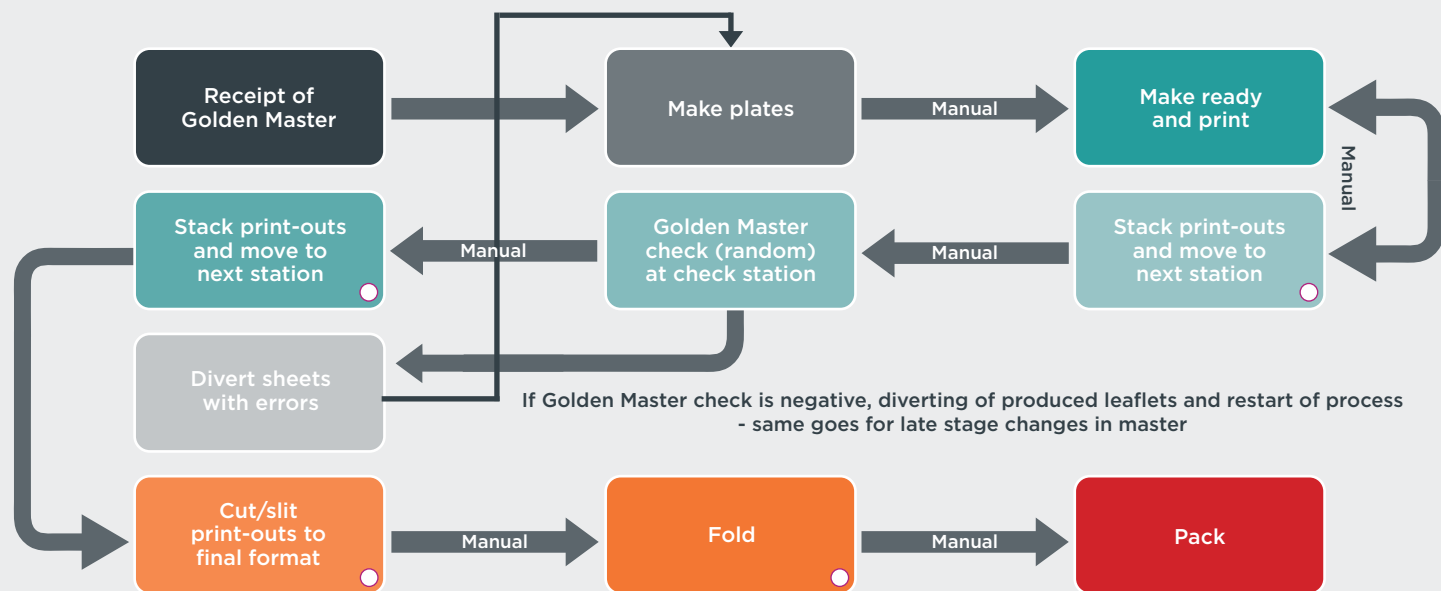 Receipt of
Golden Master
Make plates
Manual
Make ready
and print
Manual
Stack print-outs
and move to
next station
Manual
Golden Master
check (random)
at check station
Manual
Stack print-outs
and move to
next station
Divert sheets
with errors
If Golden Master check is negative, diverting of produced leaflets and restart of process
- same goes for late stage changes in master
Cut/slit
print-outs to
final format
Manual
Fold
Manual
Pack